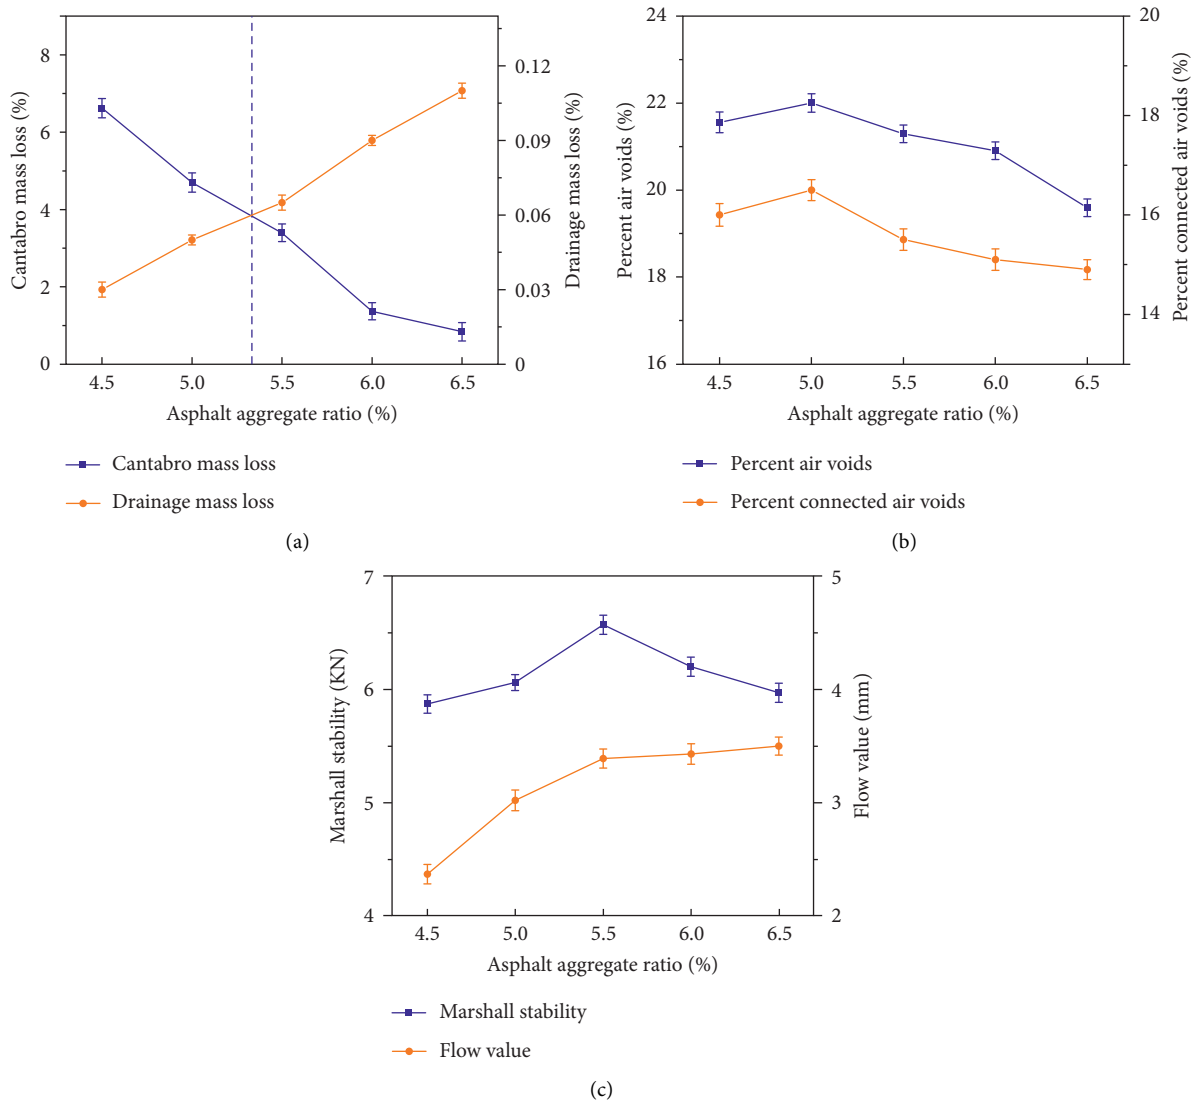 8
6
4
2
0
Cantabro mass loss (%)
0.12
0.09
0.06
0.03
0
Drainage mass loss (%)
4.5 5.0 5.5 6.0 6.5
Asphalt aggregate ratio (%)
Cantabro mass loss
Drainage mass loss
(a)
24
22
20
18
16
Percent air voids (%)
20
18
16
14
Percent connected air voids (%)
4.5 5.0 5.5 6.0 6.5
Asphalt aggregate ratio (%)
Percent air voids
Percent connected air voids
(b)
7
6
5
4
Marshall stability (KN)
5
4
3
2
Flow value (mm)
4.5 5.0 5.5 6.0 6.5
Asphalt aggregate ratio (%)
Marshall stability
Flow value
(c)